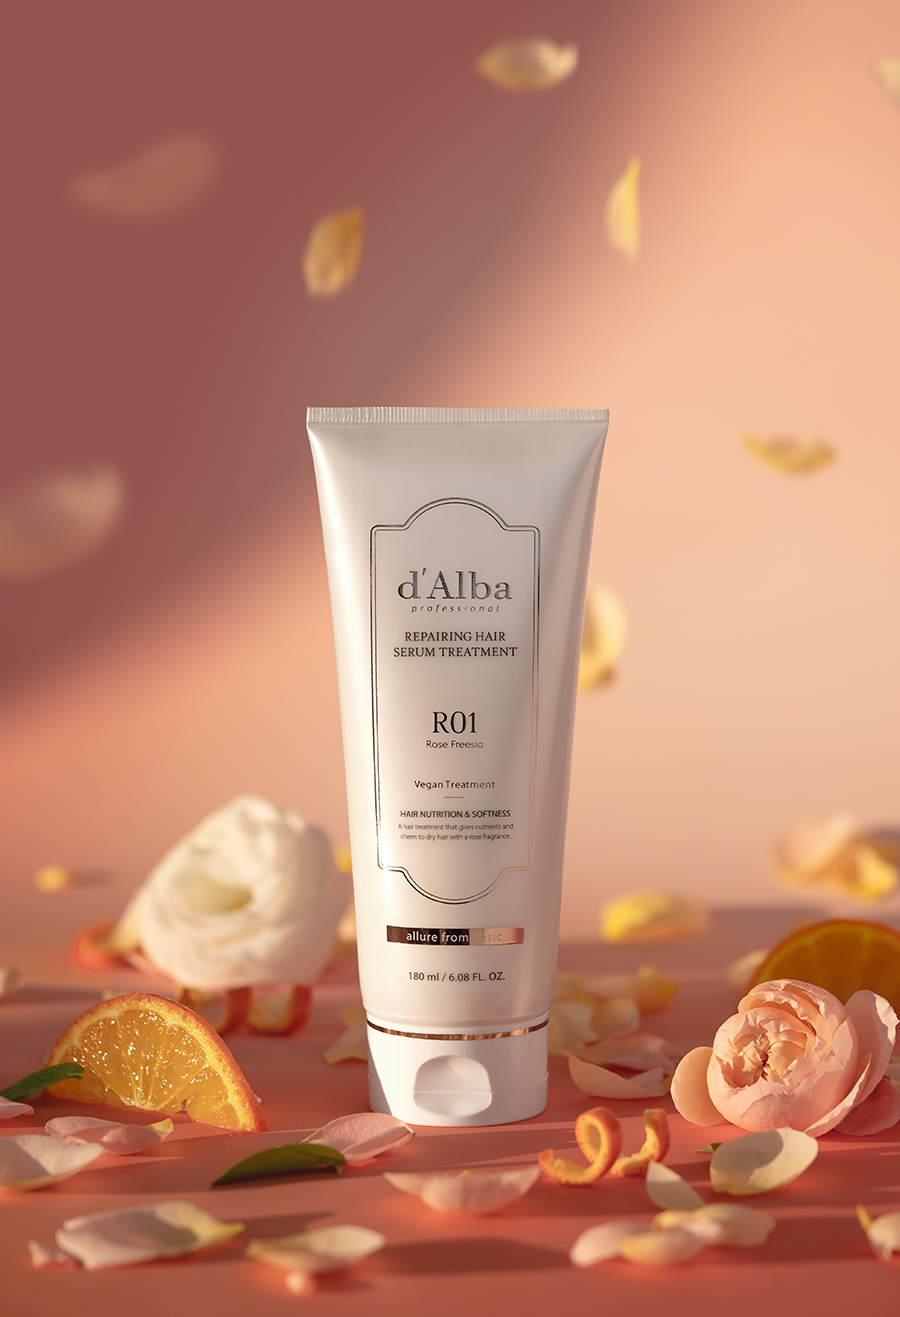 d'Alba
professional
REPAIRING HAIR
SERUM TREATMENT
R01
Rose Freesia
Vegan Treatment
HAIR NUTRITION & SOFTNESS
A hair treatment that gives nutrients and
sheen to dry hair with a rose fragrance.
allure from
180 ml / 6.08 FL. OZ.